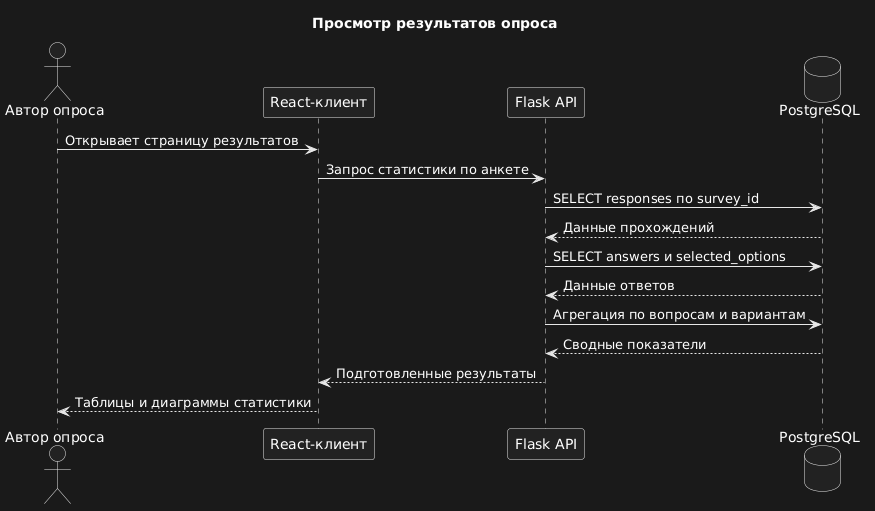 Просмотр результатов опроса
Автор опроса
React-клиент
Flask API
PostgreSQL
Открывает страницу результатов
Запрос статистики по анкете
SELECT responses по survey_id
Данные прохождений
SELECT answers и selected_options
Данные ответов
Агрегация по вопросам и вариантам
Сводные показатели
Подготовленные результаты
Таблицы и диаграммы статистики
Автор опроса
React-клиент
Flask API
PostgreSQL